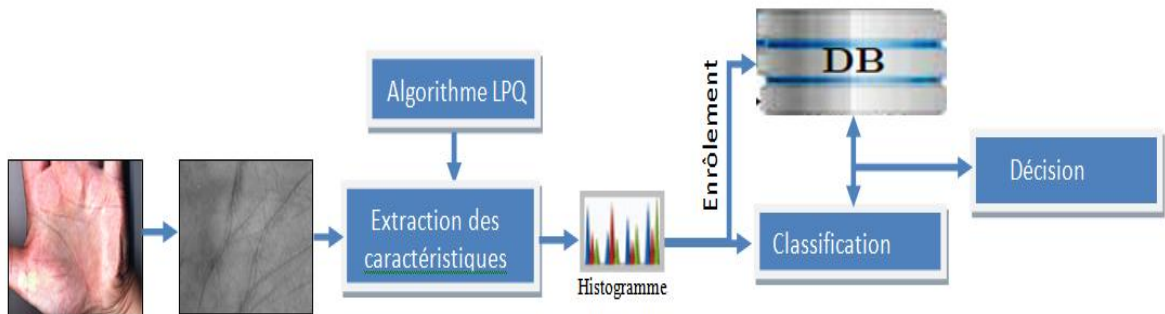 Algorithme LPQ
Extraction des
caractéristiques
Histogramme
Enrôlement
DB
Classification
Décision